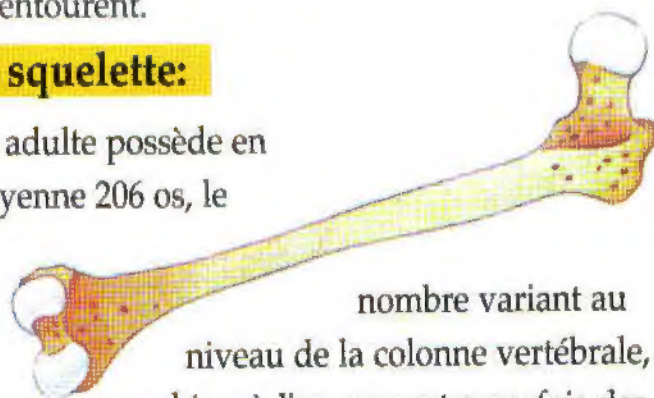 entourent.
squelette:
adulte possède en
yenne 206 os, le
nombre variant au
niveau de la colonne vertébrale,